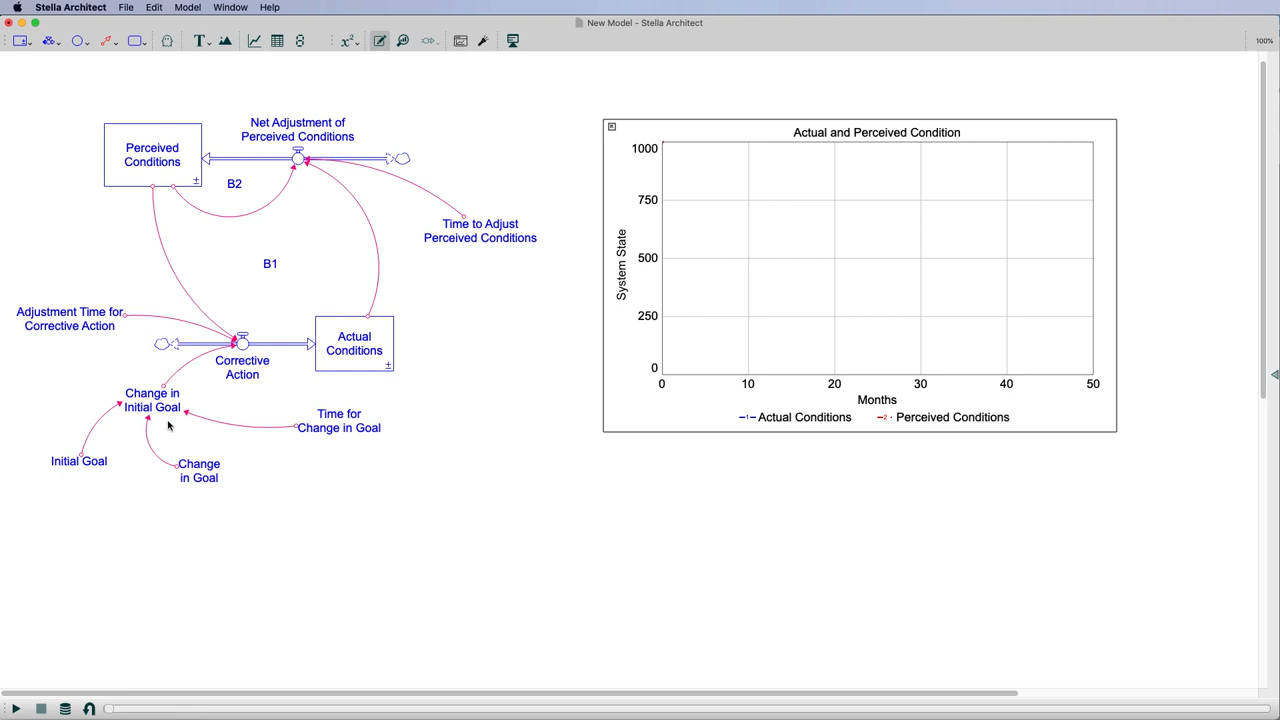 Stella Architect File Edit Model Window Help
New Model - Stella Architect
T x² 100%
Net Adjustment of
Perceived Conditions
Perceived
Conditions
B2
Time to Adjust
Perceived Conditions
B1
Adjustment Time for
Corrective Action
Actual
Conditions
Corrective
Action
Change in
Initial Goal
Time for
Change in Goal
Initial Goal
Change
in Goal
Actual and Perceived Condition
1000
750
500
250
0
System State
0 10 20 30 40 50
Months
1 Actual Conditions 2 Perceived Conditions